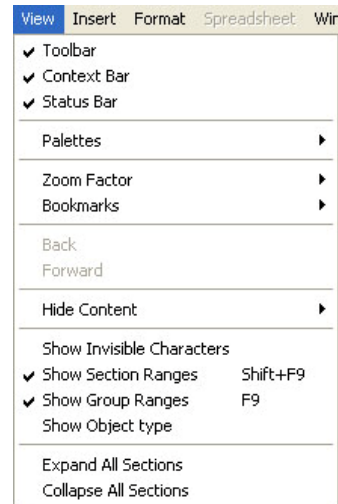 View Insert Format Spreadsheet
Toolbar
Context Bar
Status Bar
Palettes
Zoom Factor
Bookmarks
Back
Forward
Hide Content
Show Invisible Characters
Show Section Ranges Shift+F9
Show Group Ranges F9
Show Object type
Expand All Sections
Collapse All Sections